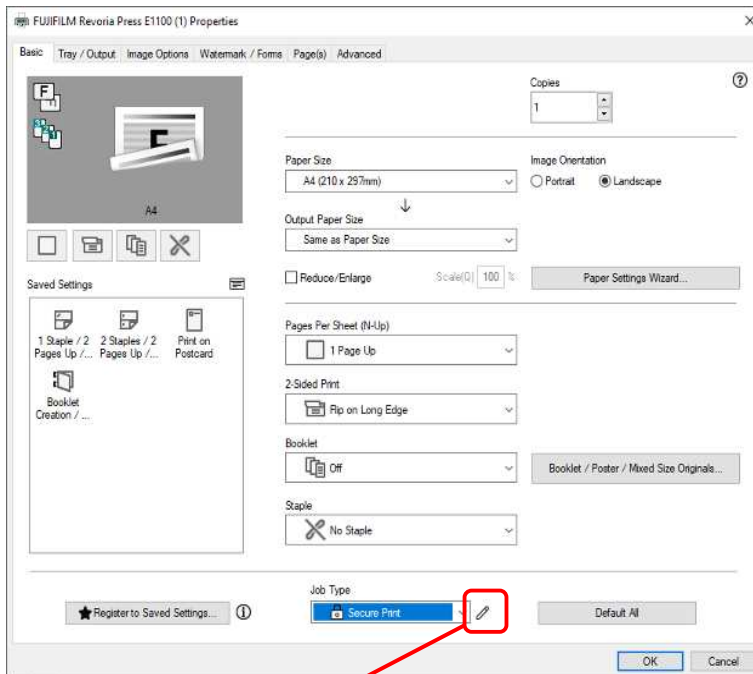 FUJIFILM Revoria Press E1100 (1) Properties
Basic Tray / Output Image Options Watermark / Forms Page(s) Advanced
Copies
1
Paper Size
A4 (210 x 297mm)
Image Orientation
Portrait Landscape
A4
Output Paper Size
Same as Paper Size
Saved Settings
Reduce/Enlarge Scale(Q) 100 % Paper Settings Wizard...
1 Staple / 2 Pages Up /...
2 Staples / 2 Pages Up /...
Print on Postcard
Booklet Creation / ...
Pages Per Sheet (N-Up)
1 Page Up
2-Sided Print
Flip on Long Edge
Booklet
Off Booklet / Poster / Mixed Size Originals...
Staple
No Staple
Job Type
Register to Saved Settings... Secure Print Default All
OK Cancel